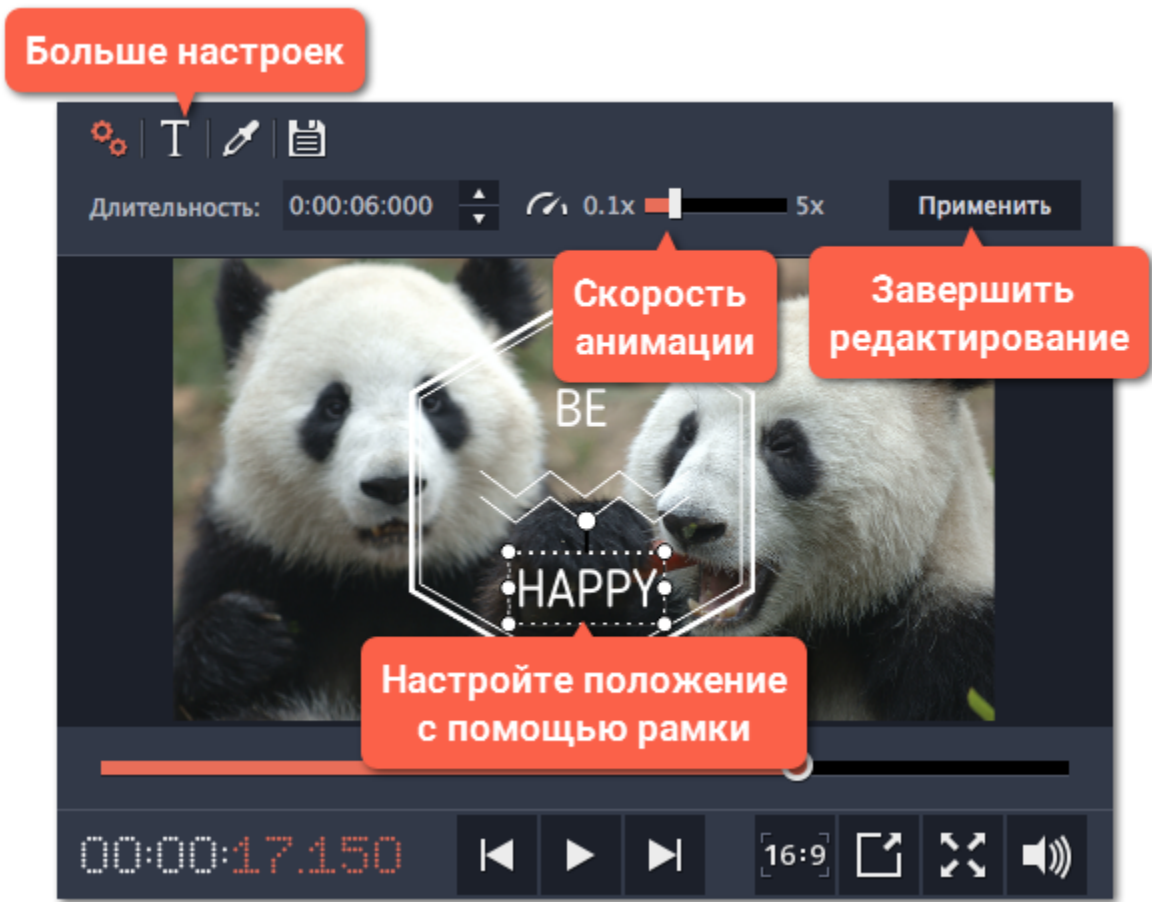 Больше настроек
T
Длительность: 0:00:06:000 0.1x 5x Применить
Скорость
анимации
Завершить
редактирование
BE
HAPPY
Настройте положение
с помощью рамки
00:00:17.150 16:9